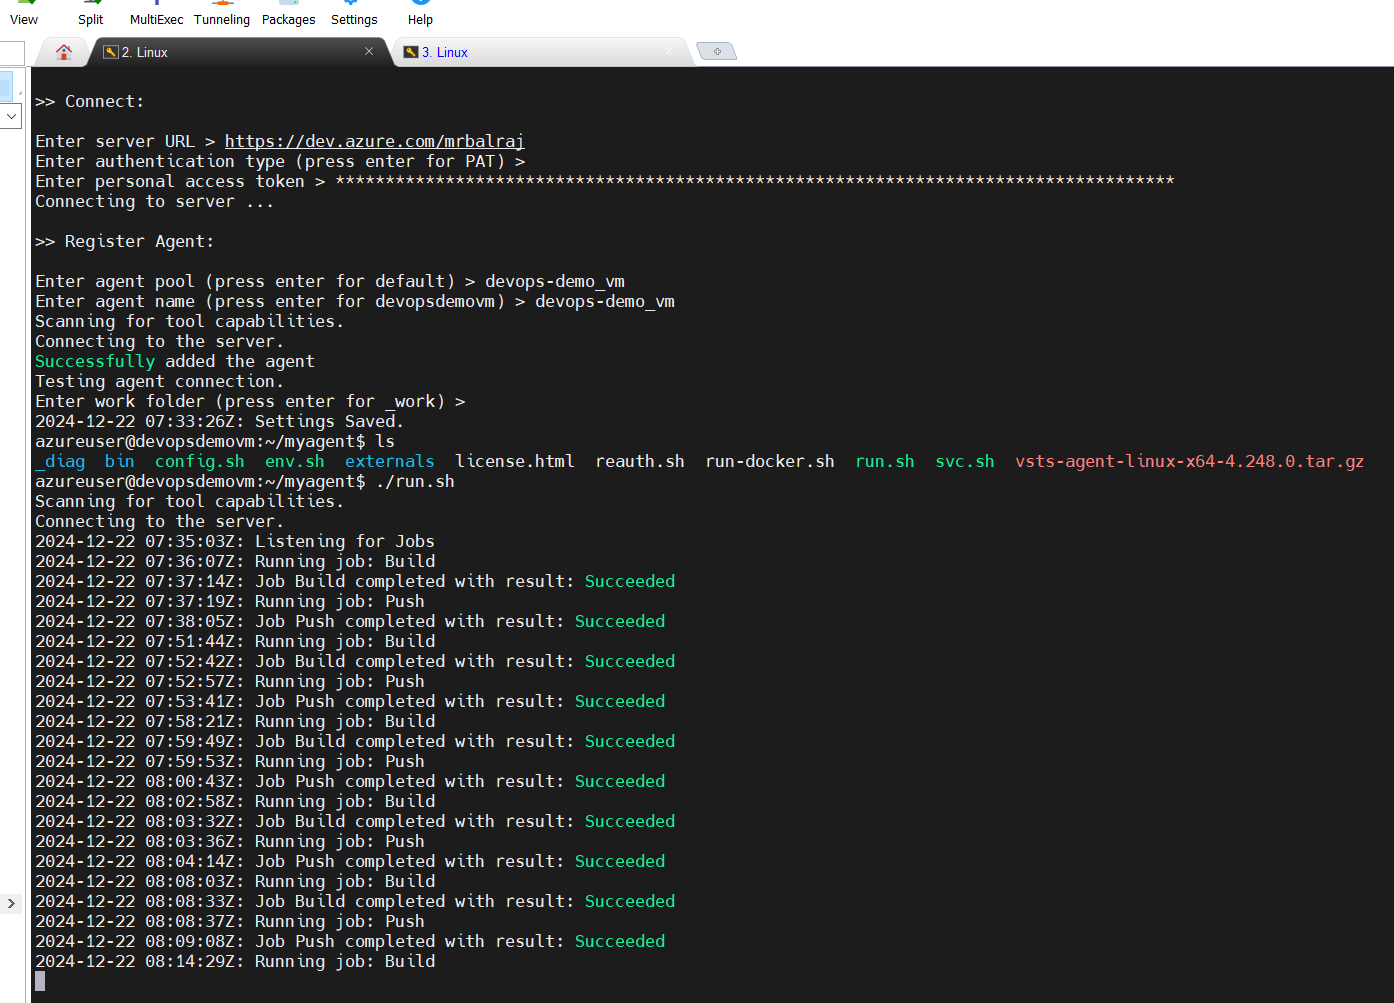 View Split MultiExec Tunneling Packages Settings Help
2. Linux
3. Linux
>> Connect:
Enter server URL > https://dev.azure.com/mrbalraj
Enter authentication type (press enter for PAT) >
Enter personal access token > ************************************************************************************
Connecting to server ...
>> Register Agent:
Enter agent pool (press enter for default) > devops-demo_vm
Enter agent name (press enter for devopsdemovm) > devops-demo_vm
Scanning for tool capabilities.
Connecting to the server.
Successfully added the agent
Testing agent connection.
Enter work folder (press enter for _work) >
2024-12-22 07:33:26Z: Settings Saved.
azureuser@devopsdemovm:~/myagent$ ls
_diag bin config.sh env.sh externals license.html reauth.sh run-docker.sh run.sh svc.sh vsts-agent-linux-x64-4.248.0.tar.gz
azureuser@devopsdemovm:~/myagent$ ./run.sh
Scanning for tool capabilities.
Connecting to the server.
2024-12-22 07:35:03Z: Listening for Jobs
2024-12-22 07:36:07Z: Running job: Build
2024-12-22 07:37:14Z: Job Build completed with result: Succeeded
2024-12-22 07:37:19Z: Running job: Push
2024-12-22 07:38:05Z: Job Push completed with result: Succeeded
2024-12-22 07:51:44Z: Running job: Build
2024-12-22 07:52:42Z: Job Build completed with result: Succeeded
2024-12-22 07:52:57Z: Running job: Push
2024-12-22 07:53:41Z: Job Push completed with result: Succeeded
2024-12-22 07:58:21Z: Running job: Build
2024-12-22 07:59:49Z: Job Build completed with result: Succeeded
2024-12-22 07:59:53Z: Running job: Push
2024-12-22 08:00:43Z: Job Push completed with result: Succeeded
2024-12-22 08:02:58Z: Running job: Build
2024-12-22 08:03:32Z: Job Build completed with result: Succeeded
2024-12-22 08:03:36Z: Running job: Push
2024-12-22 08:04:14Z: Job Push completed with result: Succeeded
2024-12-22 08:08:03Z: Running job: Build
2024-12-22 08:08:33Z: Job Build completed with result: Succeeded
2024-12-22 08:08:37Z: Running job: Push
2024-12-22 08:09:08Z: Job Push completed with result: Succeeded
2024-12-22 08:14:29Z: Running job: Build